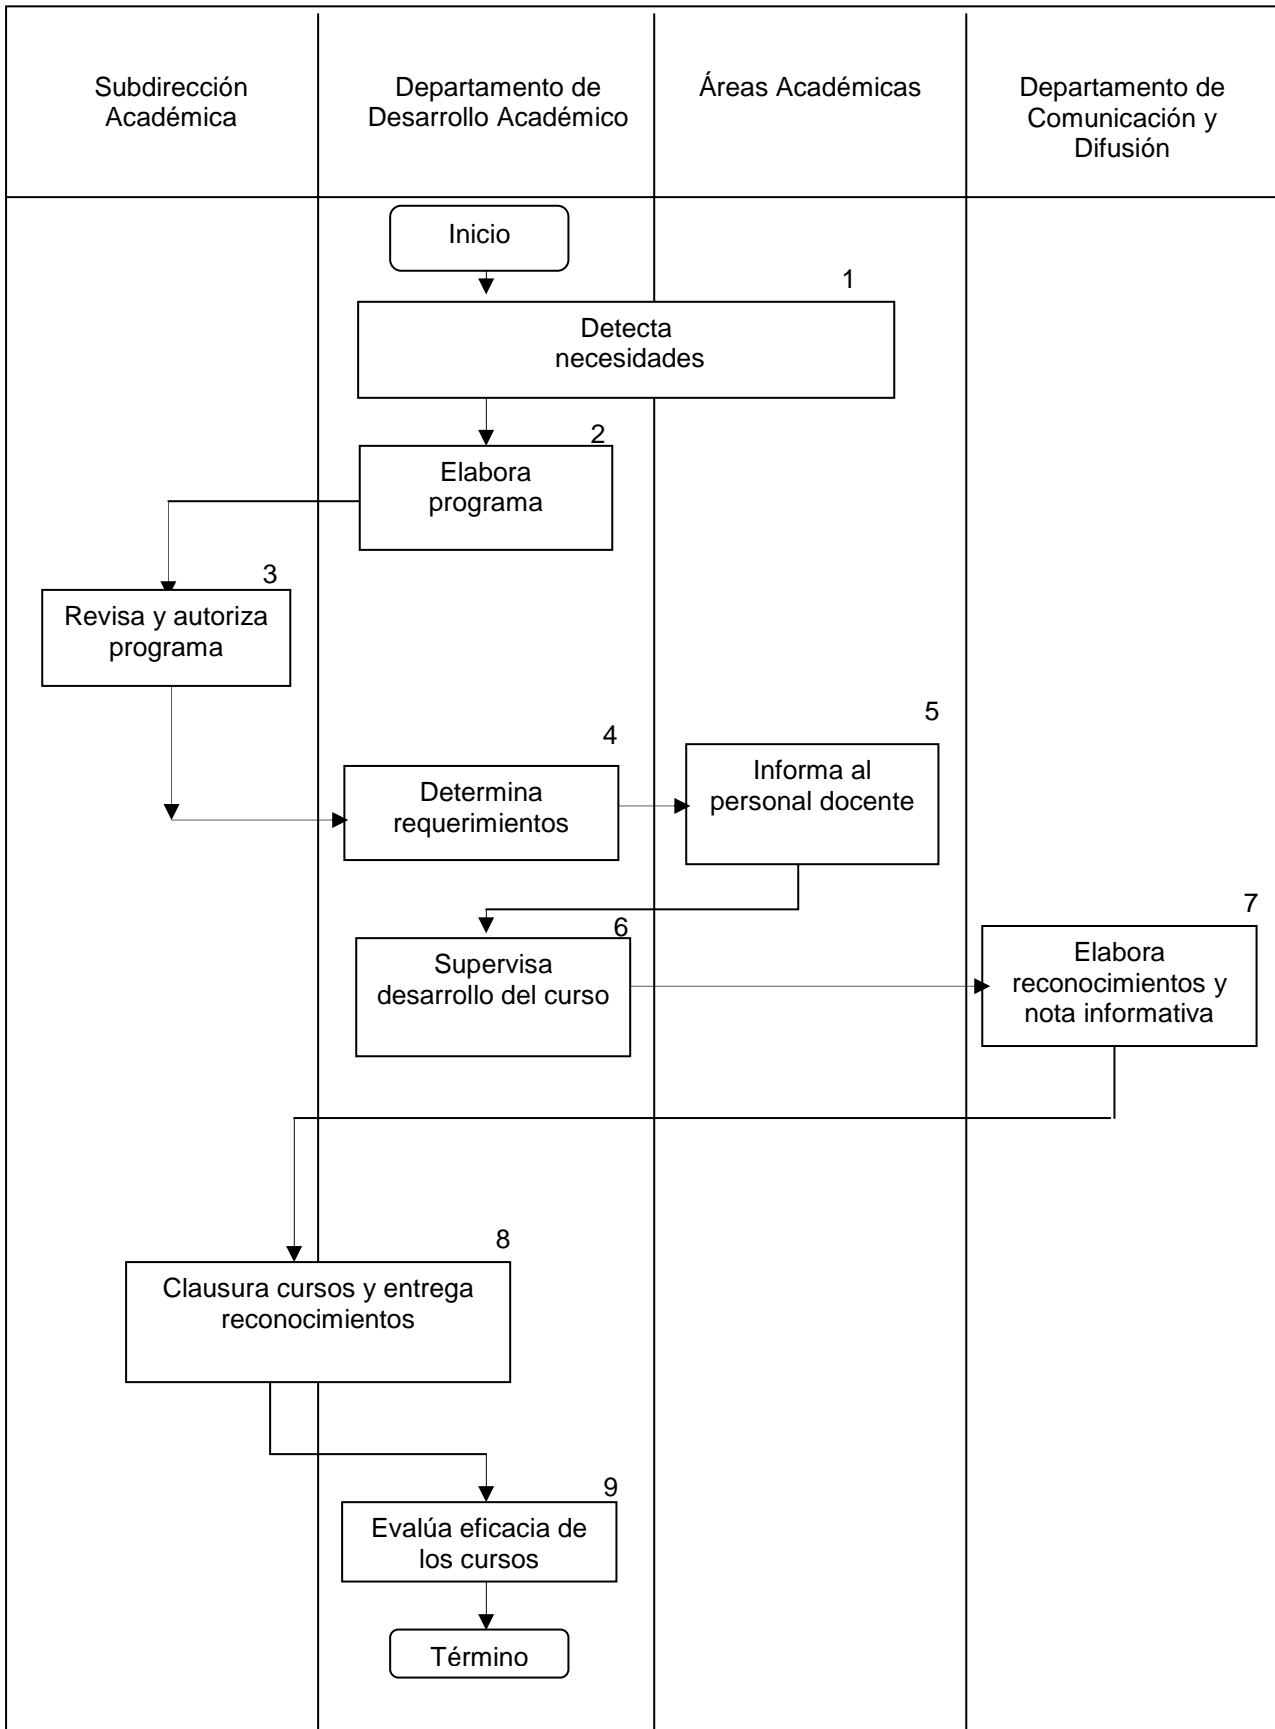 Subdirección
Académica
Departamento de
Desarrollo Académico
Áreas Académicas
Departamento de
Comunicación y
Difusión
Inicio
1
Detecta
necesidades
2
Elabora
programa
3
Revisa y autoriza
programa
4
Determina
requerimientos
5
Informa al
personal docente
6
Supervisa
desarrollo del curso
7
Elabora
reconocimientos y
nota informativa
8
Clausura cursos y entrega
reconocimientos
9
Evalúa eficacia de
los cursos
Término